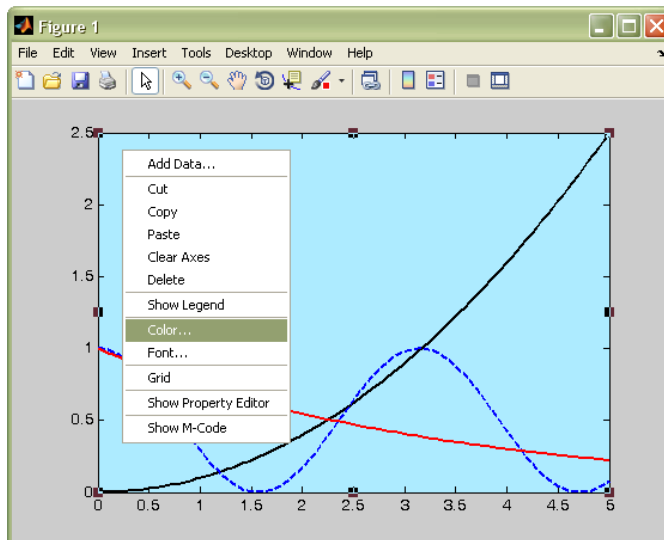 Figure 1
File Edit View Insert Tools Desktop Window Help
2.5
2
1.5
1
0.5
0
Add Data...
Cut
Copy
Paste
Clear Axes
Delete
Show Legend
Color...
Font...
Grid
Show Property Editor
Show M-Code
0 0.5 1 1.5 2 2.5 3 3.5 4 4.5 5